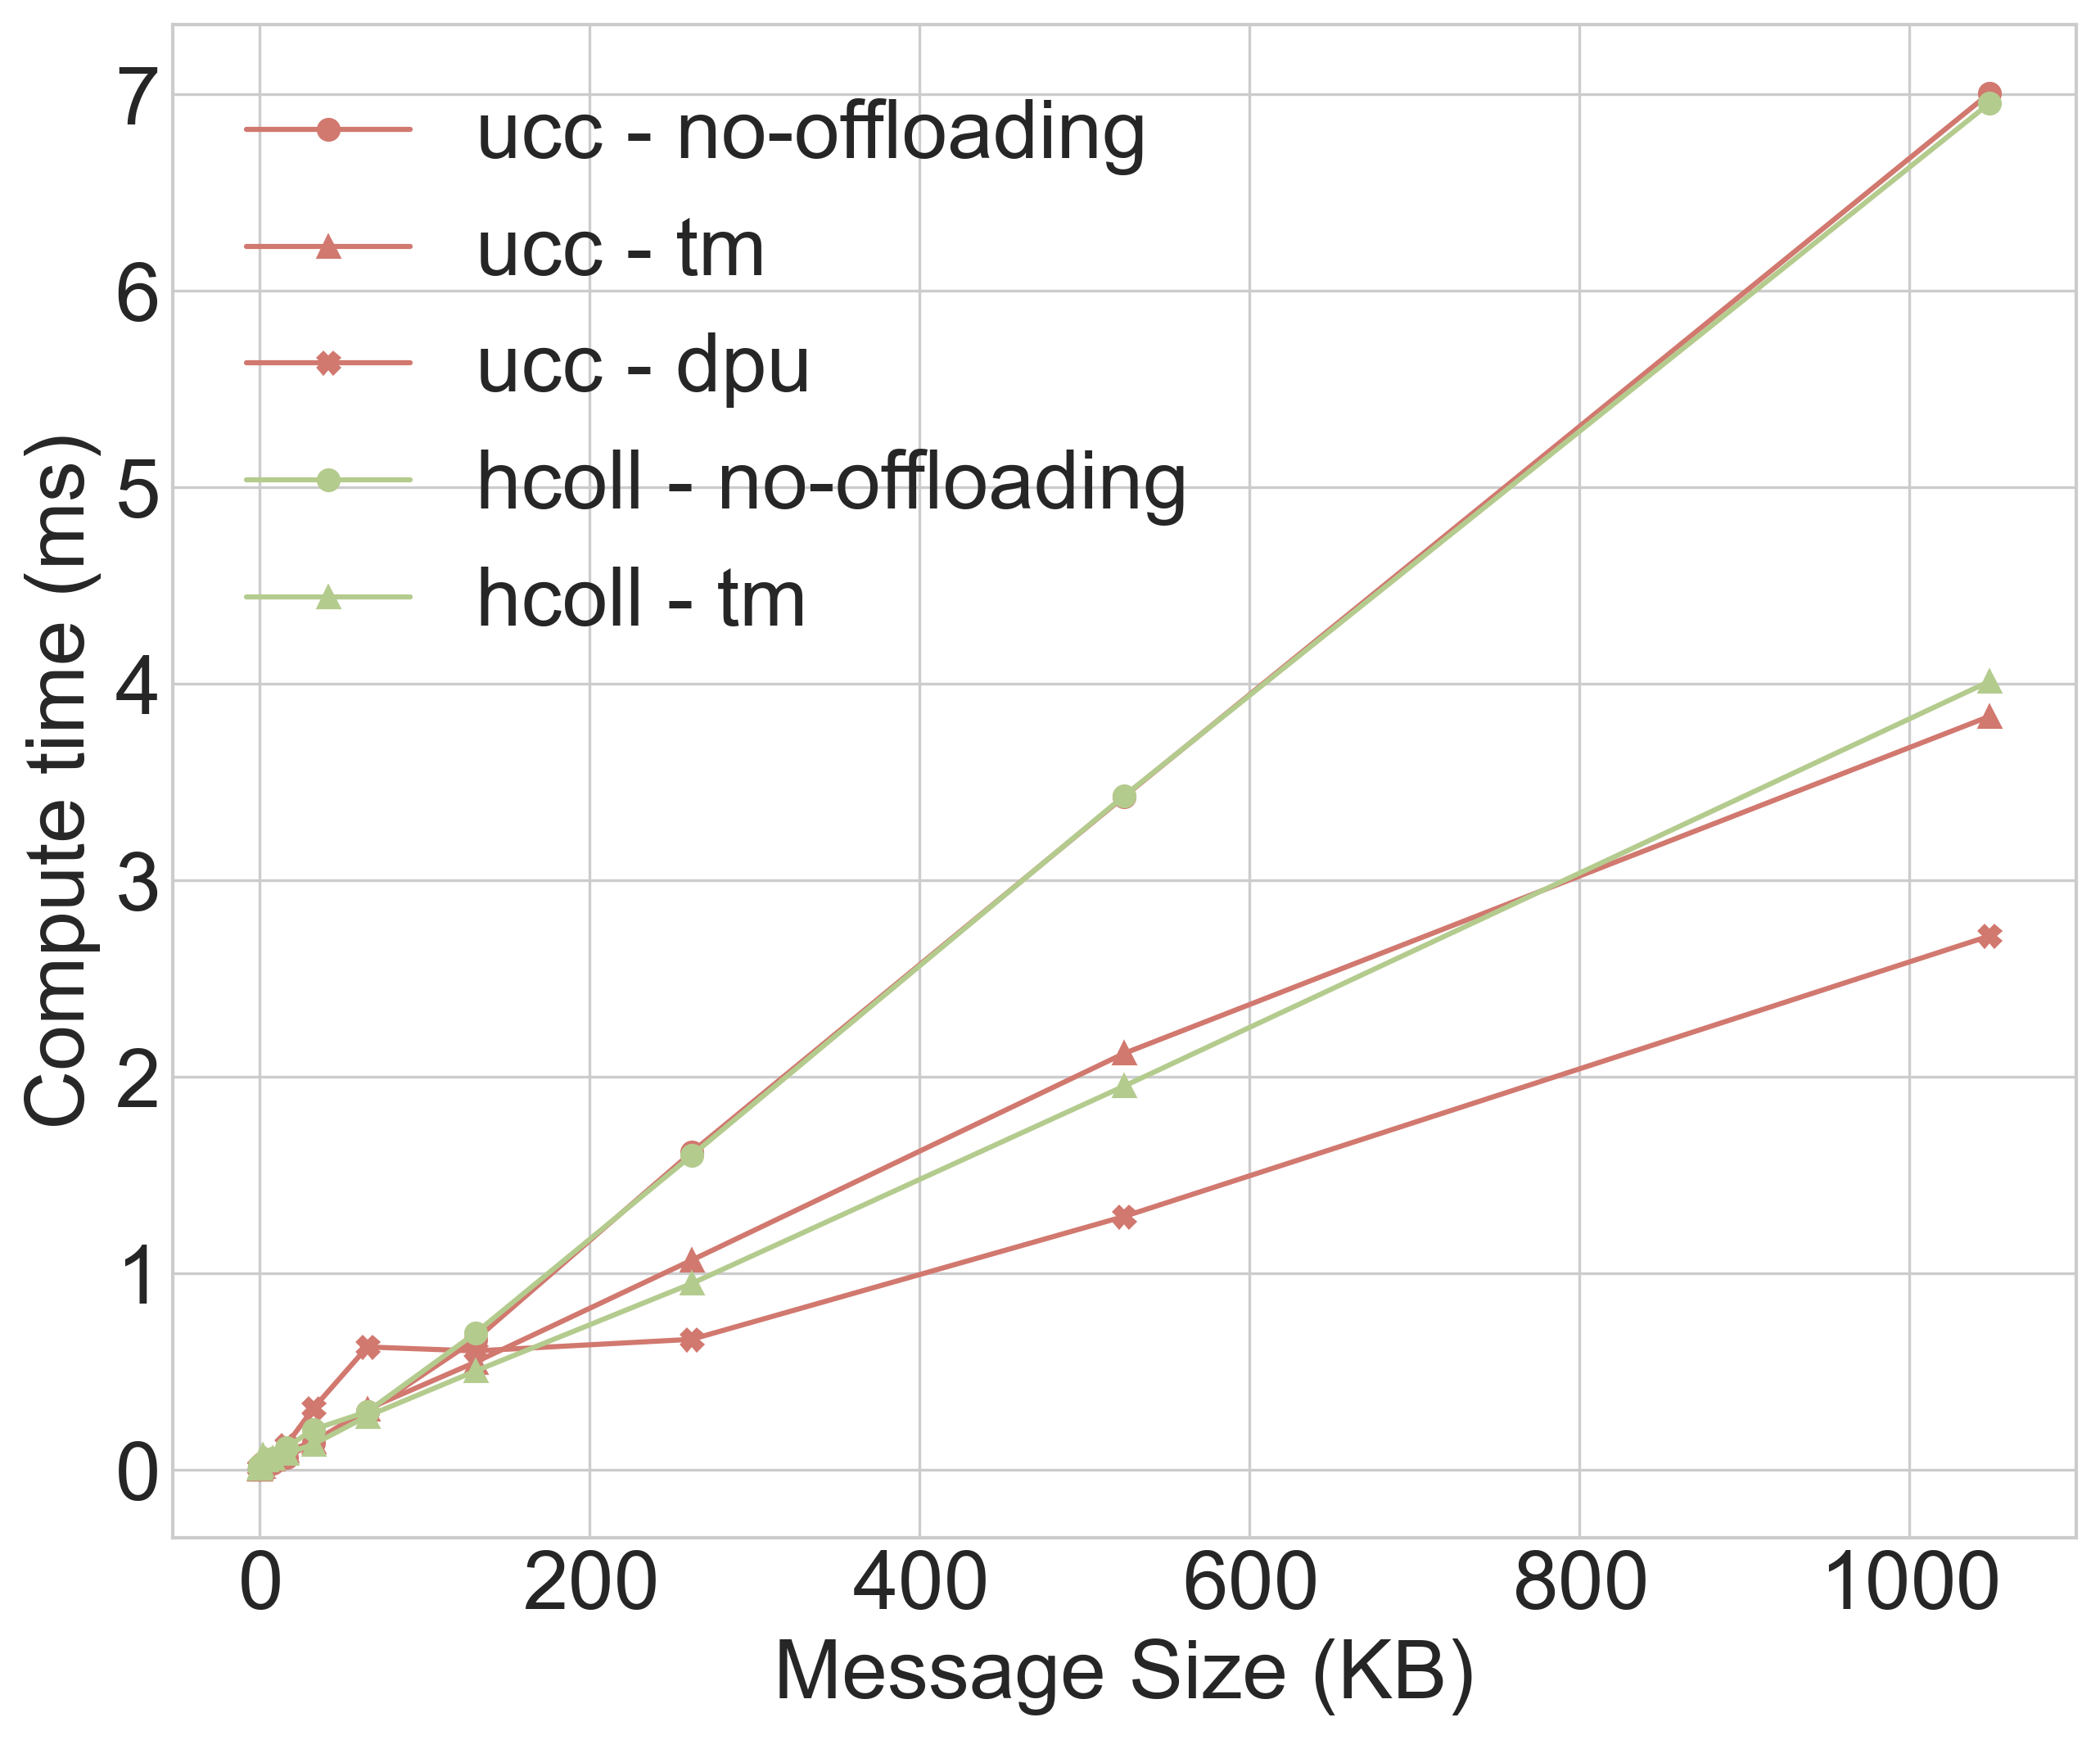 Compute time (ms)
7
6
5
4
3
2
1
0
ucc - no-offloading
ucc - tm
ucc - dpu
hcoll - no-offloading
hcoll - tm
0 200 400 600 800 1000
Message Size (KB)